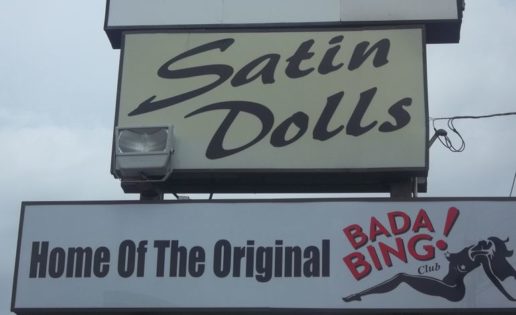 Satin
Dolls
Home Of The Original
BADA
BING!
Club